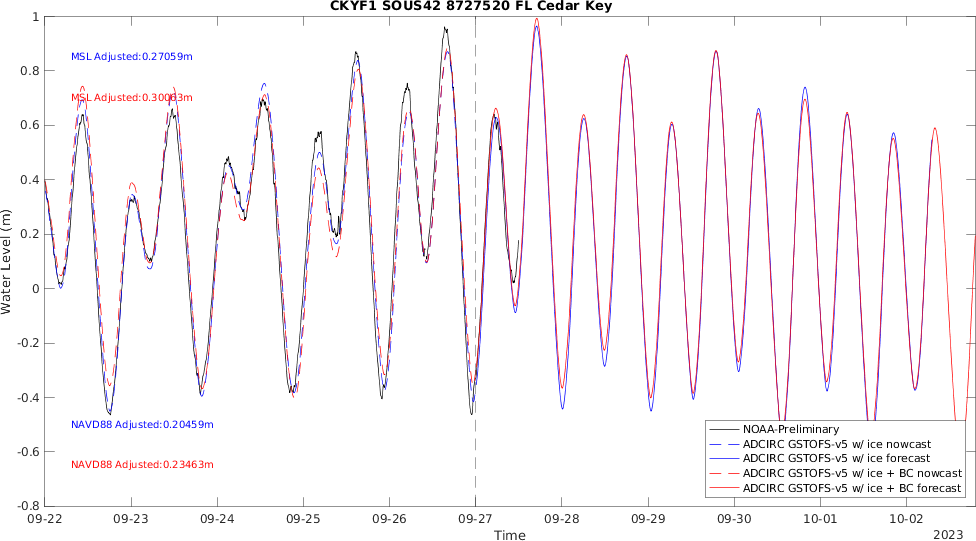 CKYF1 SOUS42 8727520 FL Cedar Key
Water Level (m)
1
0.8
0.6
0.4
0.2
0
-0.2
-0.4
-0.6
-0.8
MSL Adjusted:0.27059m
MSL Adjusted:0.30063m
NAVD88 Adjusted:0.20459m
NAVD88 Adjusted:0.23463m
NOAA-Preliminary
ADCIRC GSTOFS-v5 w/ ice nowcast
ADCIRC GSTOFS-v5 w/ ice forecast
ADCIRC GSTOFS-v5 w/ ice + BC nowcast
ADCIRC GSTOFS-v5 w/ ice + BC forecast
09-22 09-23 09-24 09-25 09-26 09-27 09-28 09-29 09-30 10-01 10-02
Time
2023